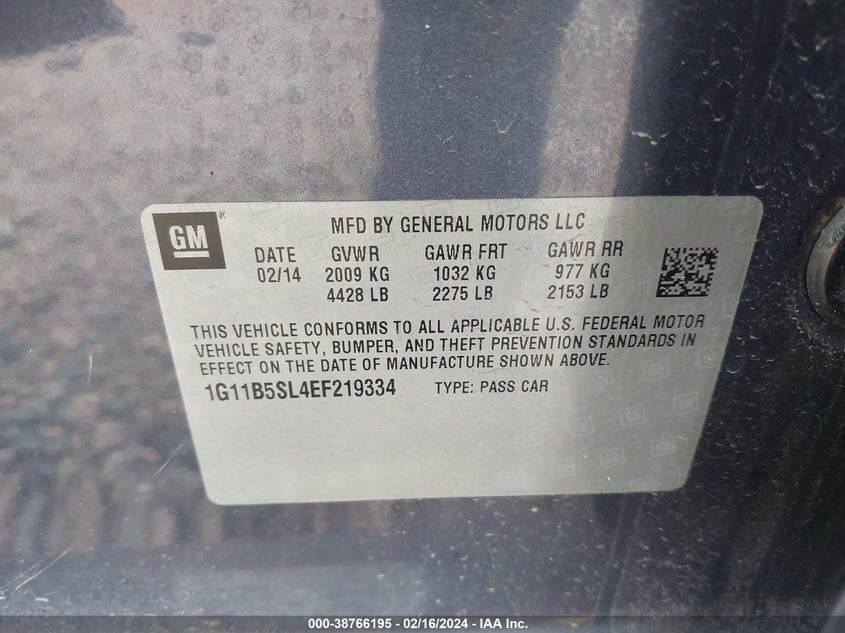 GM
MFD BY GENERAL MOTORS LLC
DATE GVWR GAWR FRT GAWR RR
02/14 2009 KG 1032 KG 977 KG
4428 LB 2275 LB 2153 LB
THIS VEHICLE CONFORMS TO ALL APPLICABLE U.S. FEDERAL MOTOR
VEHICLE SAFETY, BUMPER, AND THEFT PREVENTION STANDARDS IN
EFFECT ON THE DATE OF MANUFACTURE SHOWN ABOVE.
1G11B5SL4EF219334 TYPE: PASS CAR
000-38766195 - 02/16/2024 - IAA Inc.